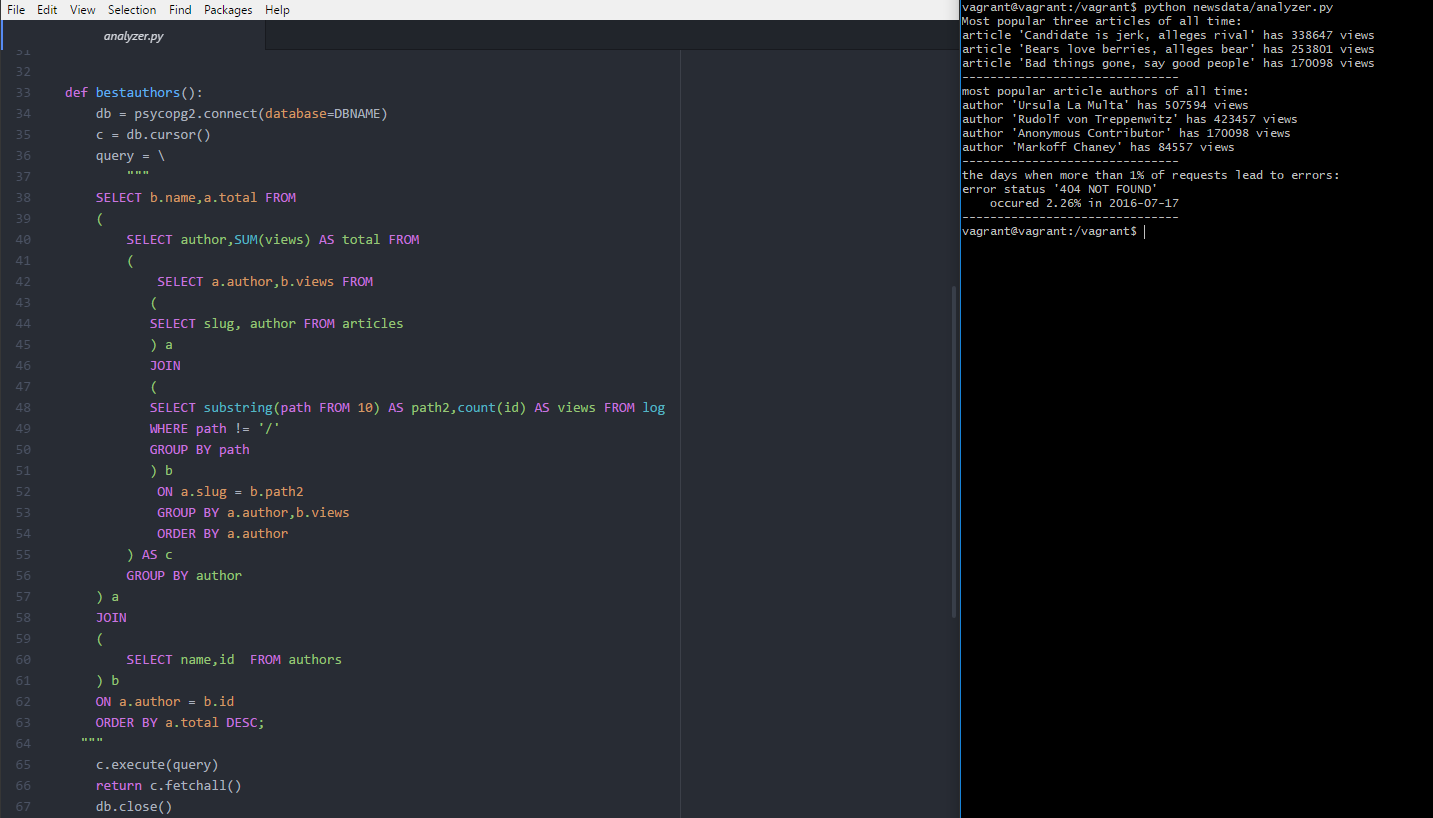 File Edit View Selection Find Packages Help
analyzer.py
31
32
33 def bestauthors():
34 db = psycopg2.connect(database=DBNAME)
35 c = db.cursor()
36 query = \
37 """
38 SELECT b.name,a.total FROM
39 (
40 SELECT author,SUM(views) AS total FROM
41 (
42 SELECT a.author,b.views FROM
43 (
44 SELECT slug, author FROM articles
45 ) a
46 JOIN
47 (
48 SELECT substring(path FROM 10) AS path2,count(id) AS views FROM log
49 WHERE path != '/'
50 GROUP BY path
51 ) b
52 ON a.slug = b.path2
53 GROUP BY a.author,b.views
54 ORDER BY a.author
55 ) AS c
56 GROUP BY author
57 ) a
58 JOIN
59 (
60 SELECT name,id  FROM authors
61 ) b
62 ON a.author = b.id
63 ORDER BY a.total DESC;
64 """
65 c.execute(query)
66 return c.fetchall()
67 db.close()
vagrant@vagrant:/vagrant$ python newsdata/analyzer.py
Most popular three articles of all time:
article 'Candidate is jerk, alleges rival' has 338647 views
article 'Bears love berries, alleges bear' has 253801 views
article 'Bad things gone, say good people' has 170098 views
-------------------------------
most popular article authors of all time:
author 'Ursula La Multa' has 507594 views
author 'Rudolf von Treppenwitz' has 423457 views
author 'Anonymous Contributor' has 170098 views
author 'Markoff Chaney' has 84557 views
-------------------------------
the days when more than 1% of requests lead to errors:
error status '404 NOT FOUND'
    occured 2.26% in 2016-07-17
-------------------------------
vagrant@vagrant:/vagrant$